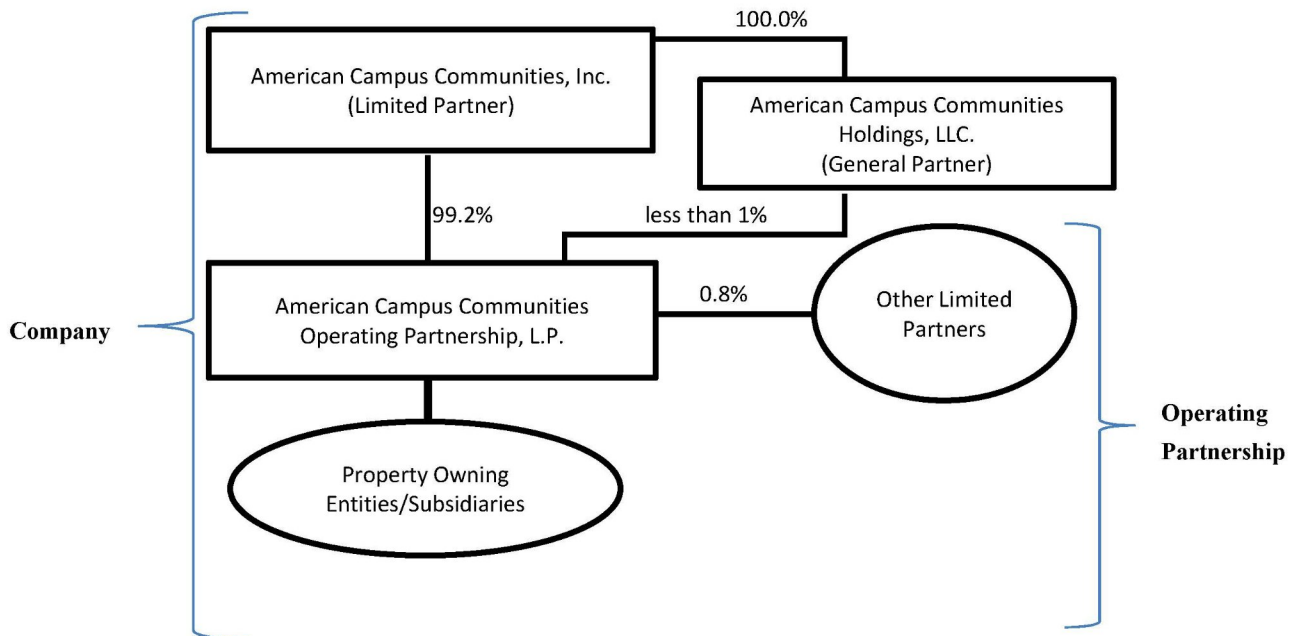 100.0%
American Campus Communities, Inc.
(Limited Partner)
American Campus Communities
Holdings, LLC.
(General Partner)
99.2%
less than 1%
American Campus Communities
Operating Partnership, L.P.
0.8%
Other Limited
Partners
Company
Operating
Partnership
Property Owning
Entities/Subsidiaries